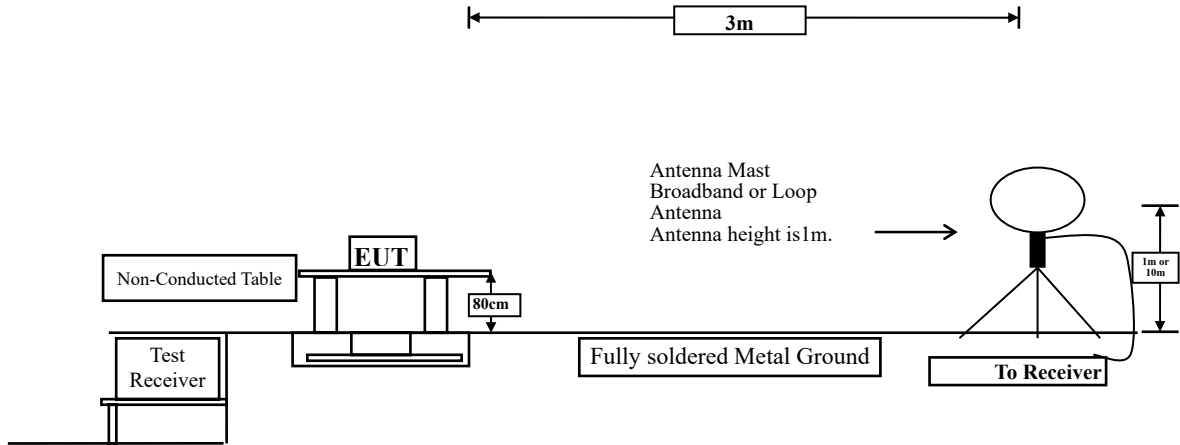 3m
Antenna Mast
Broadband or Loop
Antenna
Antenna height is1m.
EUT
Non-Conducted Table
80cm
1m or
10m
Test
Receiver
Fully soldered Metal Ground
To Receiver